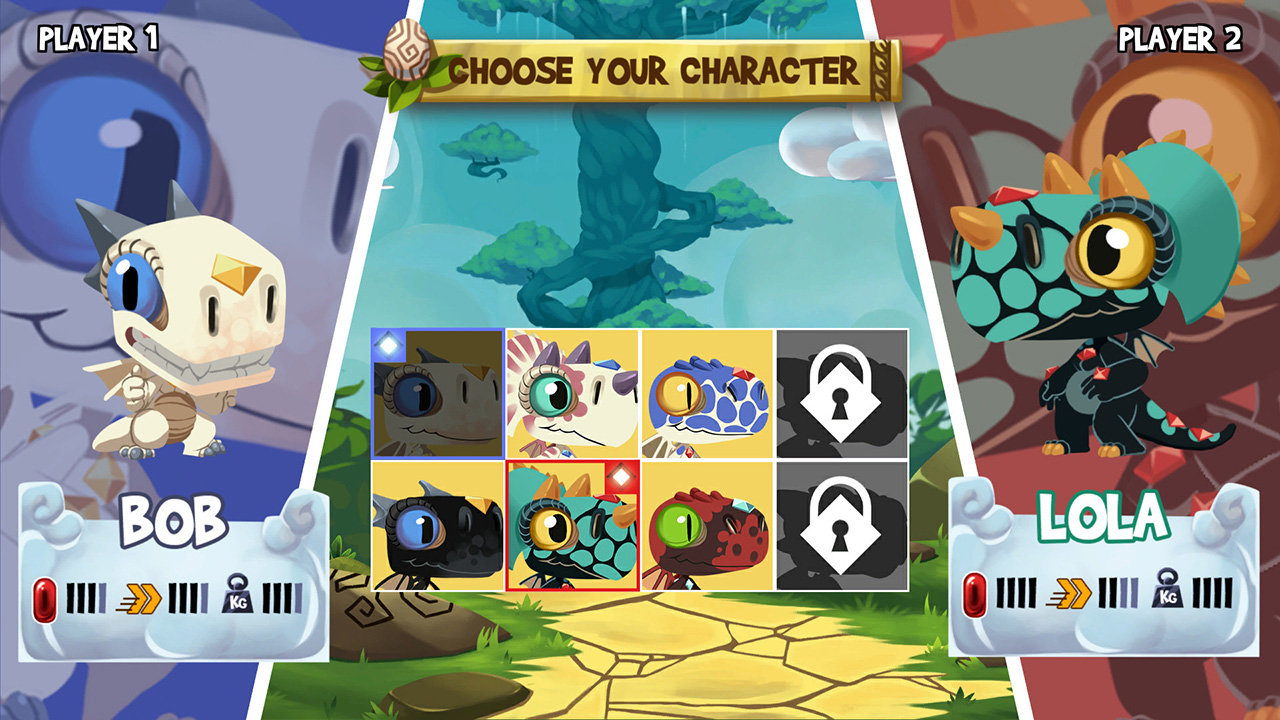 PLAYER 1
PLAYER 2
CHOOSE YOUR CHARACTER
BOB
KG
LOLA
KG